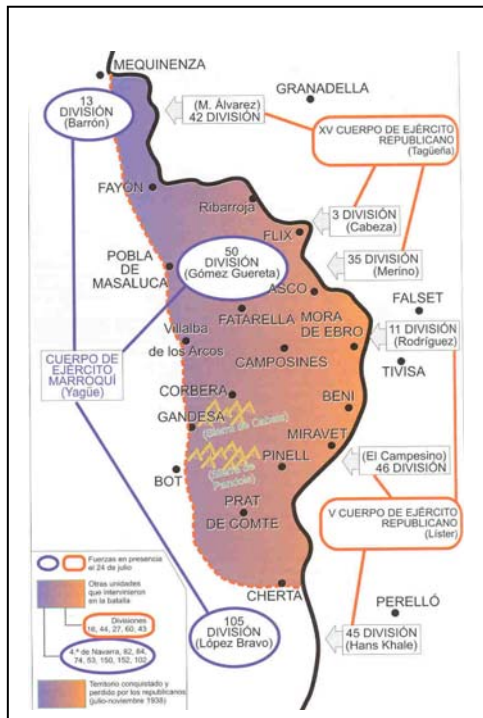 MEQUINENZA
13
DIVISIÓN
(Barrón)
GRANADELLA
(M. Álvarez)
42 DIVISIÓN
XV CUERPO DE EJÉRCITO
REPUBLICANO
(Tagüeña)
FAYÓN
Ribarroja
3 DIVISIÓN
(Cabeza)
FLIX
50
DIVISIÓN
(Gómez Guereta)
35 DIVISIÓN
(Merino)
POBLA
DE MASALUCA
ASCO
FALSET
FATARELLA
MORA
DE EBRO
11 DIVISIÓN
(Rodríguez)
Villalba
de los Arcos
CAMPOSINES
TIVISA
CUERPO DE
EJÉRCITO
MARROQUÍ
(Yagüe)
CORBERA
BENI
GANDESA
(Sierra de Cabals)
MIRAVET
(El Campesino)
46 DIVISIÓN
BOT
(Sierra de
Pandols)
PINELL
V CUERPO DE EJÉRCITO
REPUBLICANO
(Líster)
PRAT
DE COMTE
Fuerzas en presencia
el 24 de julio
Otras unidades
que intervinieron
en la batalla
CHERTA
PERELLÓ
Divisiones
16, 44, 27, 60, 43
105
DIVISIÓN
(López Bravo)
45 DIVISIÓN
(Hans Khale)
4.ª de Navarra, 82, 84,
74, 53, 150, 152, 102
Territorio conquistado y
perdido por los republicanos
(julio-noviembre 1938)